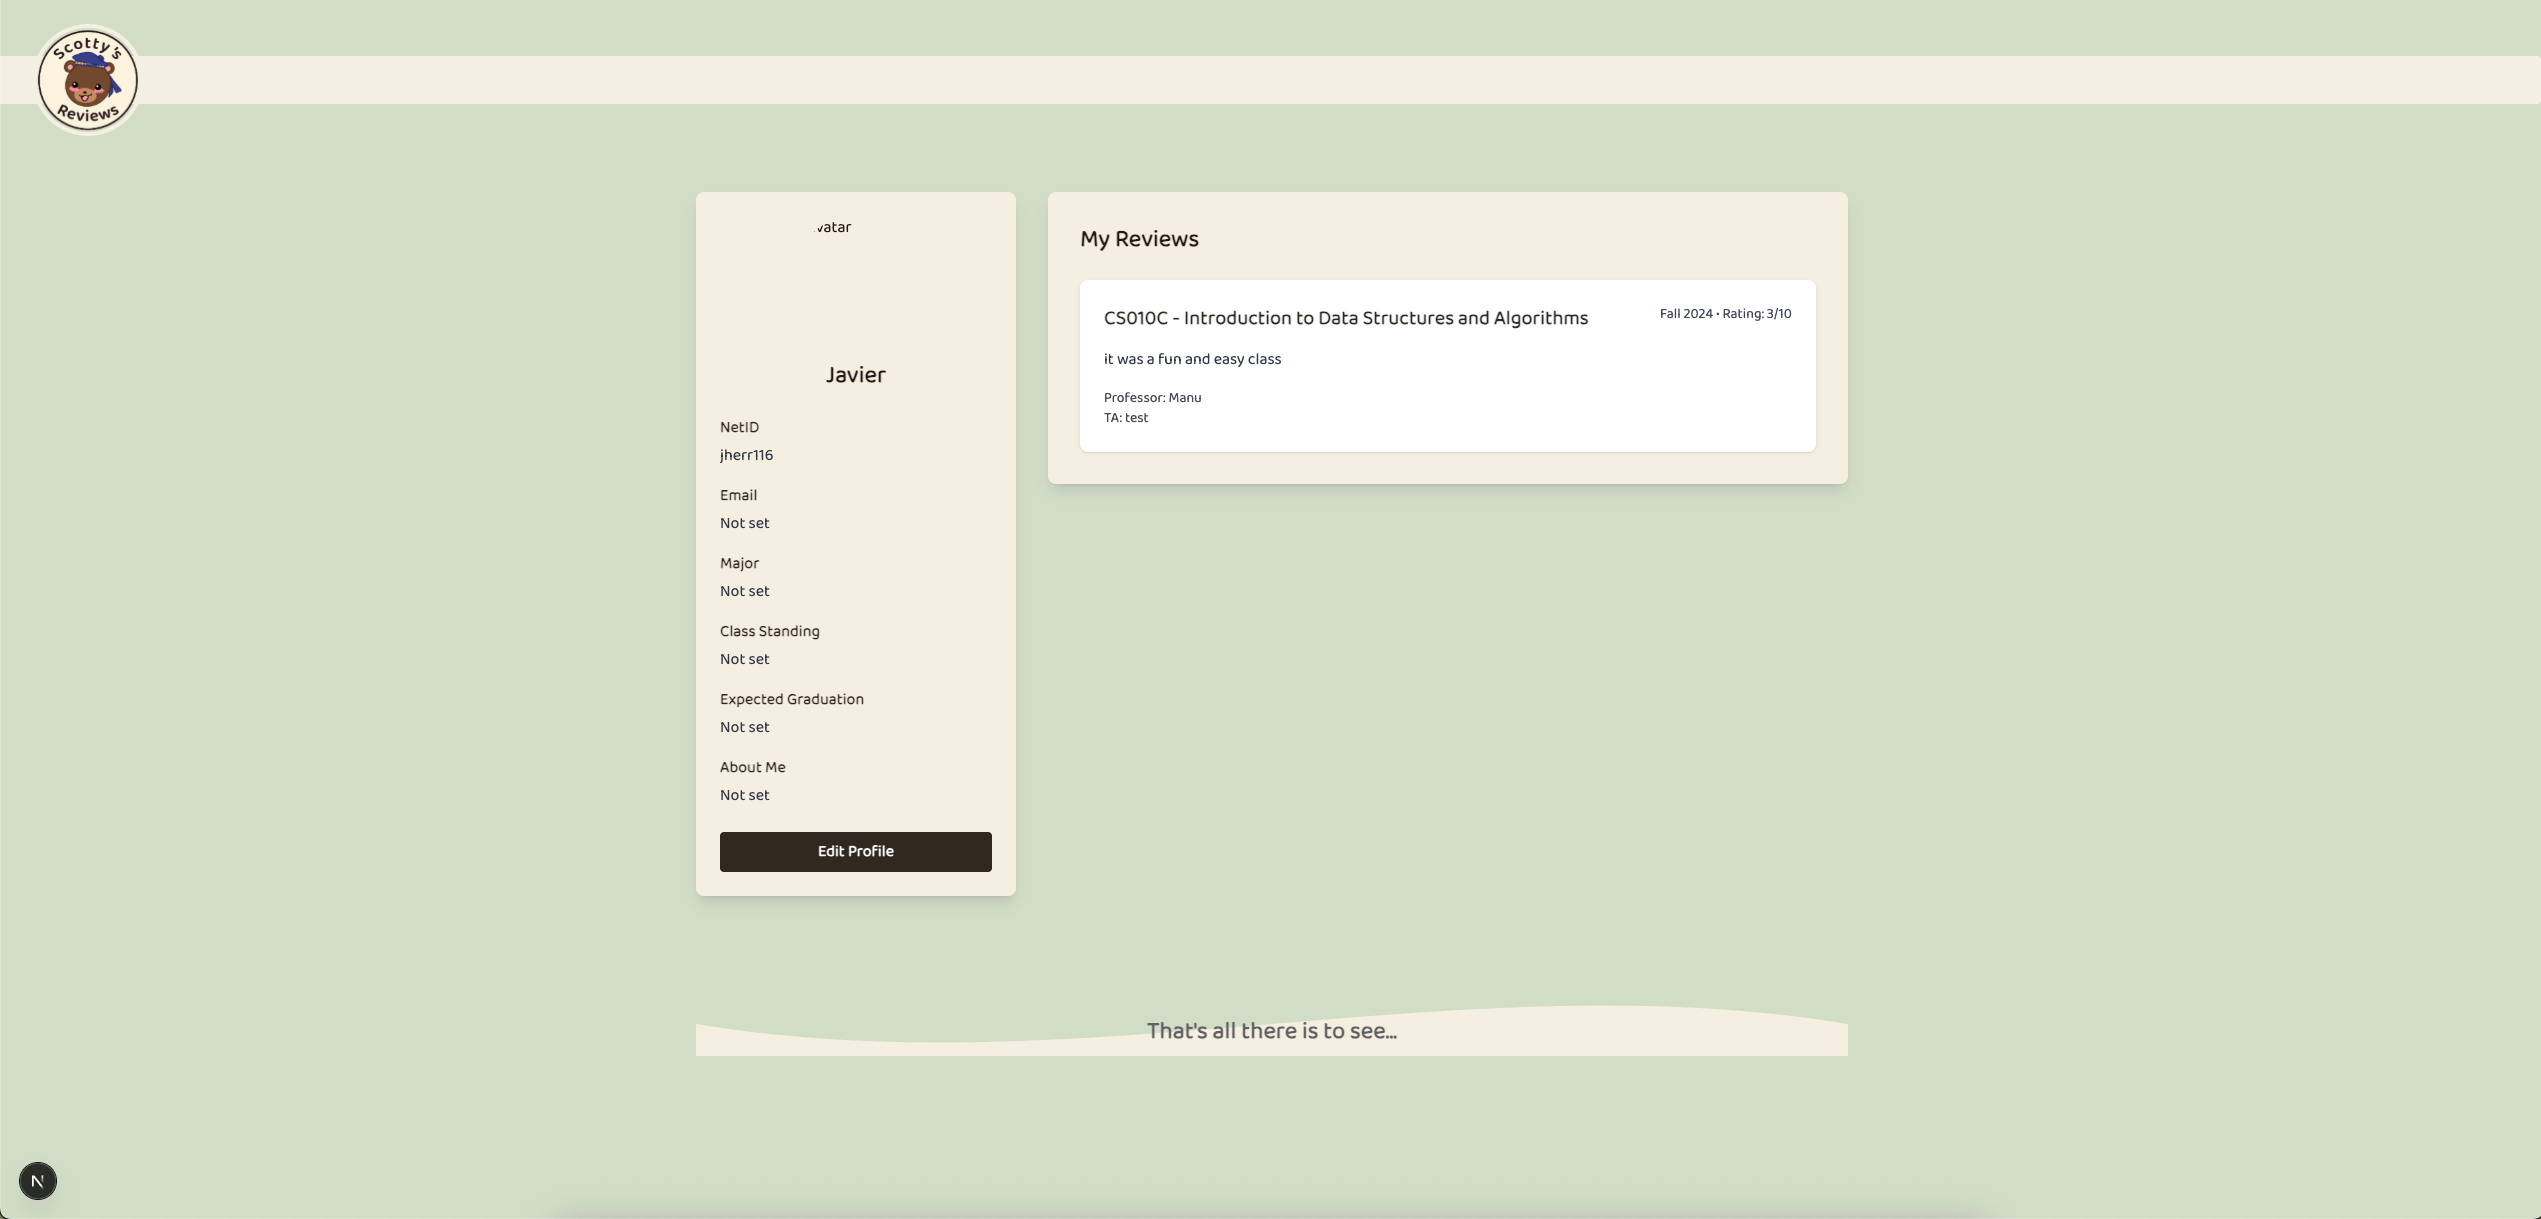 Scotty's
Reviews
vatar
Javier
NetID
jherr116
Email
Not set
Major
Not set
Class Standing
Not set
Expected Graduation
Not set
About Me
Not set
Edit Profile
My Reviews
CS010C - Introduction to Data Structures and Algorithms
Fall 2024 • Rating: 3/10
it was a fun and easy class
Professor: Manu
TA: test
That's all there is to see...
N